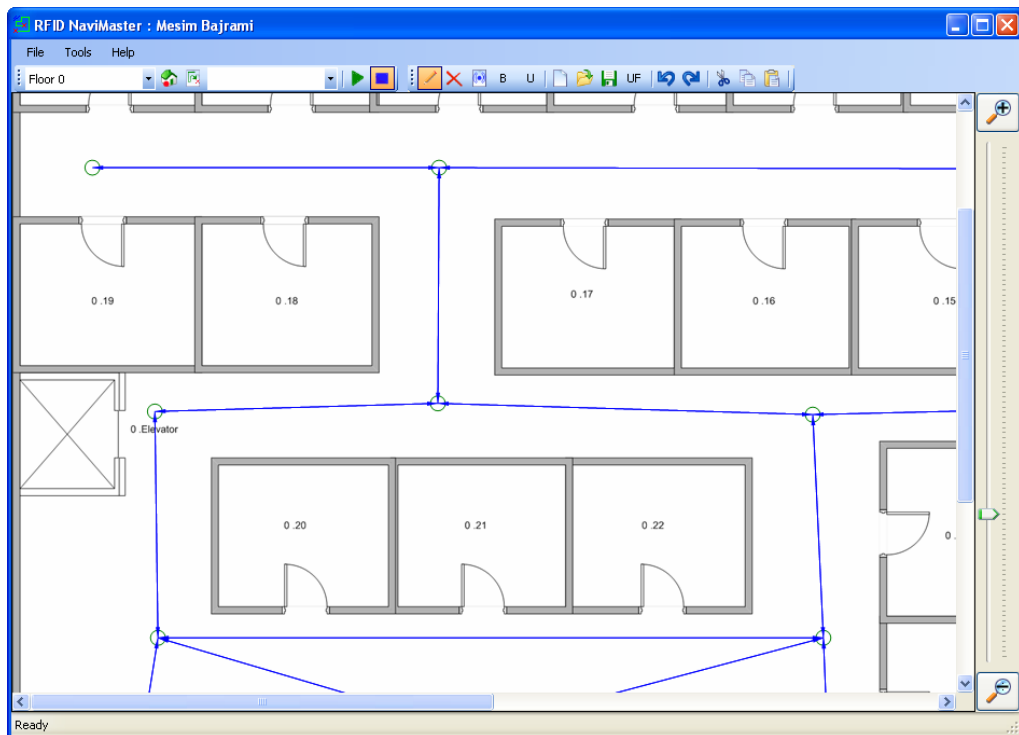 RFID NaviMaster : Mesim Bajrami
File Tools Help
Floor 0 B U UF
0 .19
0 .18
0 .17
0 .16
0 .15
0 .Elevator
0 .20
0 .21
0 .22
0 .
Ready